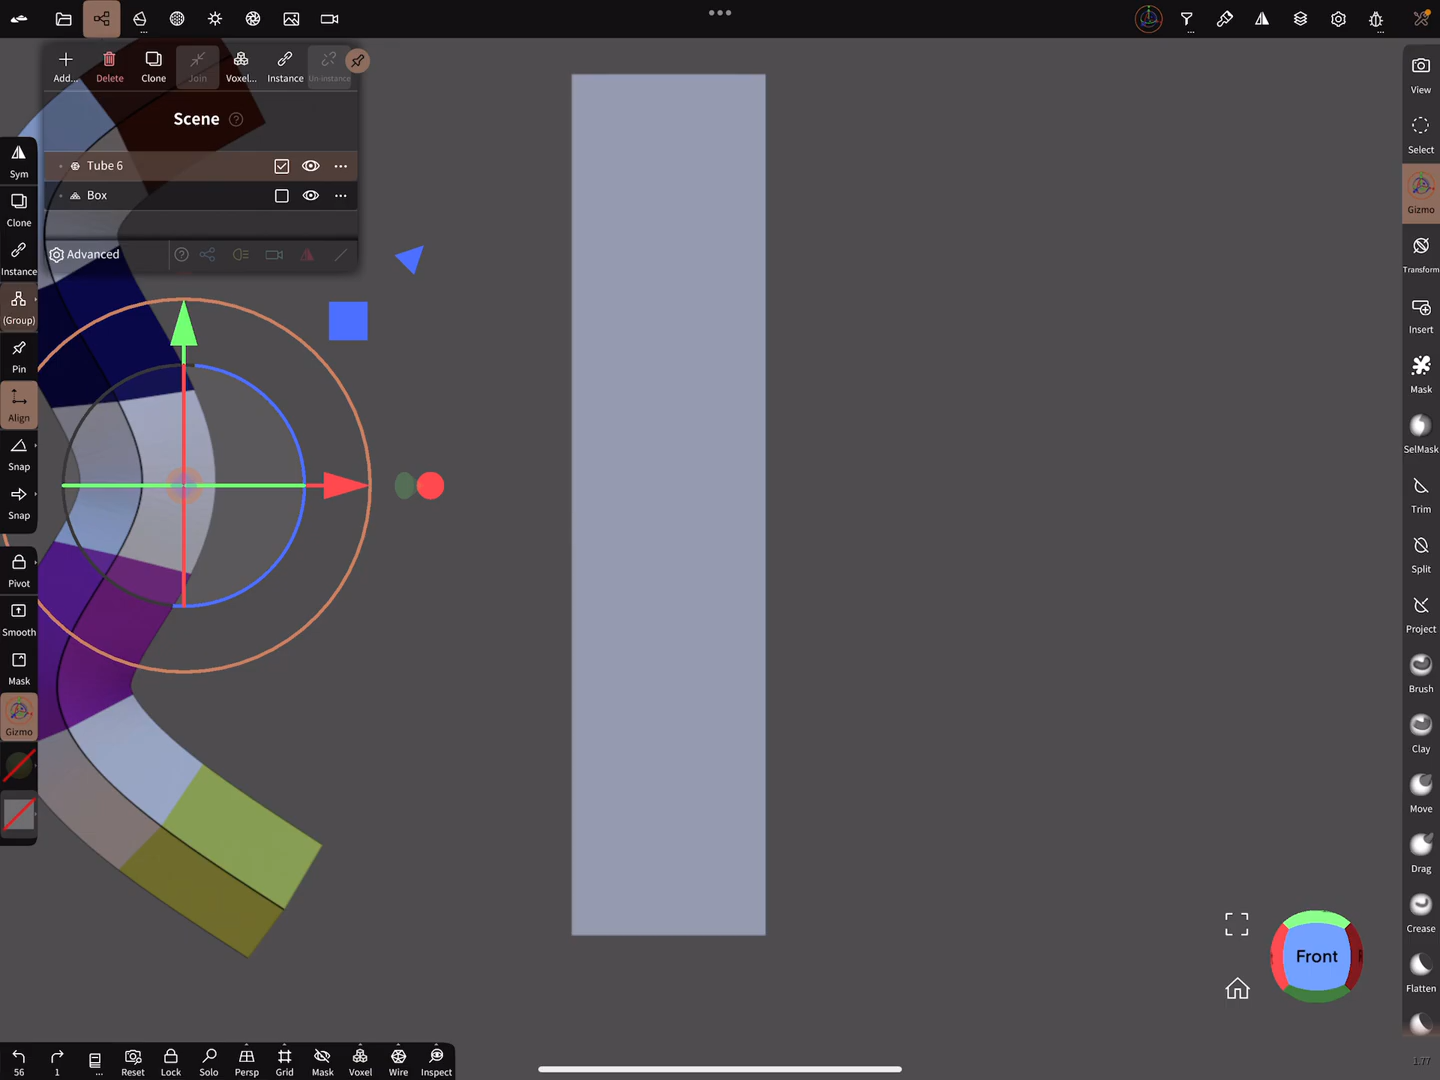 Add...
Delete
Clone
Join
Voxel...
Instance
Un-instance
Scene
Tube 6
Box
Advanced
Sym
Clone
Instance
(Group)
Pin
Align
Snap
Snap
Pivot
Smooth
Mask
Gizmo
View
Select
Gizmo
Transform
Insert
Mask
SelMask
Trim
Split
Project
Brush
Clay
Move
Drag
Crease
Flatten
Front
56
1
...
Reset
Lock
Solo
Persp
Grid
Mask
Voxel
Wire
Inspect
1.77